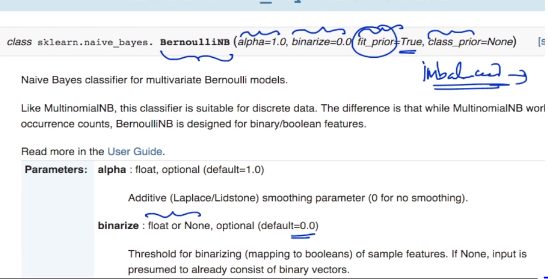 class sklearn.naive_bayes. BernoulliNB (alpha=1.0, binarize=0.0, fit_prior=True, class_prior=None) [s
imbalanced →
Naive Bayes classifier for multivariate Bernoulli models.
Like MultinomialNB, this classifier is suitable for discrete data. The difference is that while MultinomialNB worl
occurrence counts, BernoulliNB is designed for binary/boolean features.
Read more in the User Guide.
Parameters: alpha : float, optional (default=1.0)
Additive (Laplace/Lidstone) smoothing parameter (0 for no smoothing).
binarize : float or None, optional (default=0.0)
Threshold for binarizing (mapping to booleans) of sample features. If None, input is
presumed to already consist of binary vectors.